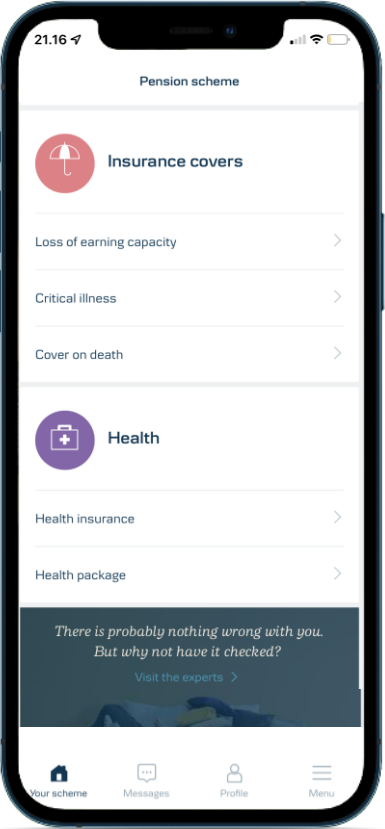 21.16
Pension scheme
Insurance covers
Loss of earning capacity
Critical illness
Cover on death
Health
Health insurance
Health package
There is probably nothing wrong with you.
But why not have it checked?
Visit the experts
Your scheme
Messages
Profile
Menu